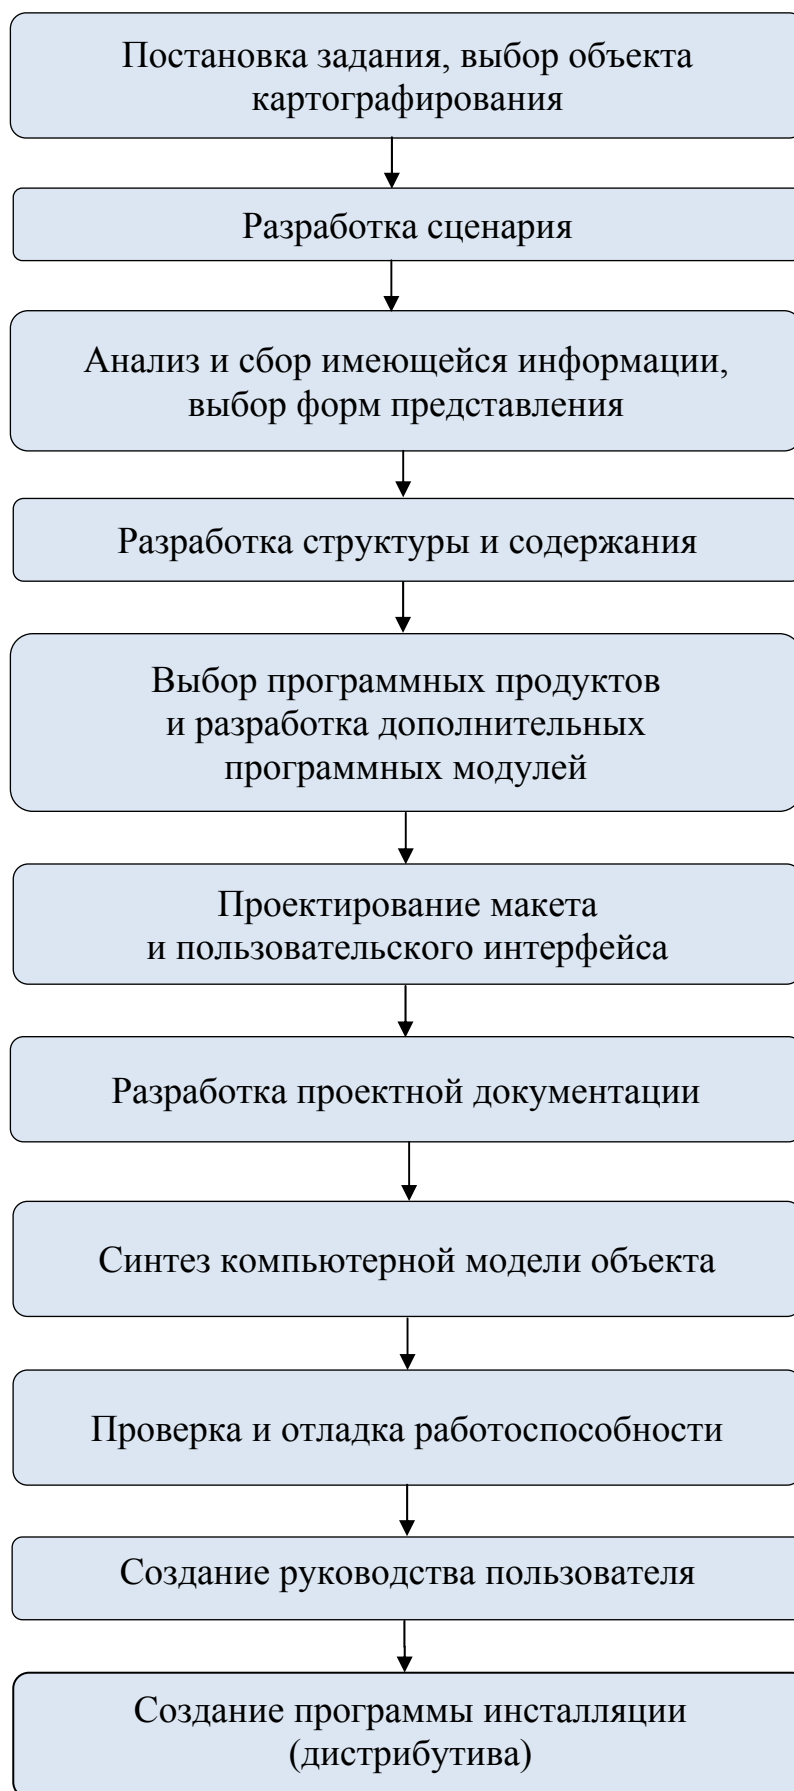 Постановка задания, выбор объекта
картографирования
Разработка сценария
Анализ и сбор имеющейся информации,
выбор форм представления
Разработка структуры и содержания
Выбор программных продуктов
и разработка дополнительных
программных модулей
Проектирование макета
и пользовательского интерфейса
Разработка проектной документации
Синтез компьютерной модели объекта
Проверка и отладка работоспособности
Создание руководства пользователя
Создание программы инсталляции
(дистрибутива)